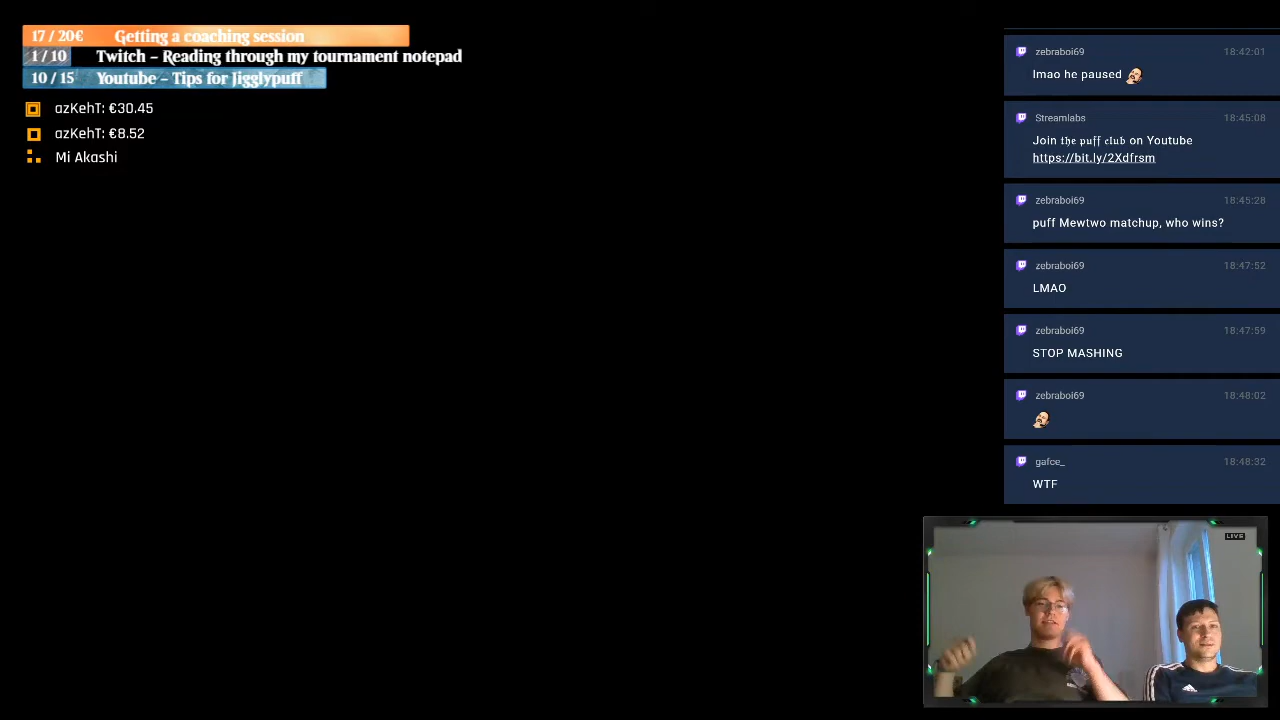 17 / 20€ Getting a coaching session
1 / 10 Twitch – Reading through my tournament notepad
10 / 15 Youtube – Tips for Jigglypuff
azKehT: €30.45
azKehT: €8.52
Mi Akashi
zebraboi69 18:42:01
lmao he paused
Streamlabs 18:45:08
Join 𝔱𝔥𝔢 𝔭𝔲𝔣𝔣 𝔠𝔩𝔲𝔟 on Youtube
https://bit.ly/2Xdfrsm
zebraboi69 18:45:28
puff Mewtwo matchup, who wins?
zebraboi69 18:47:52
LMAO
zebraboi69 18:47:59
STOP MASHING
zebraboi69 18:48:02
gafce_ 18:48:32
WTF
LIVE